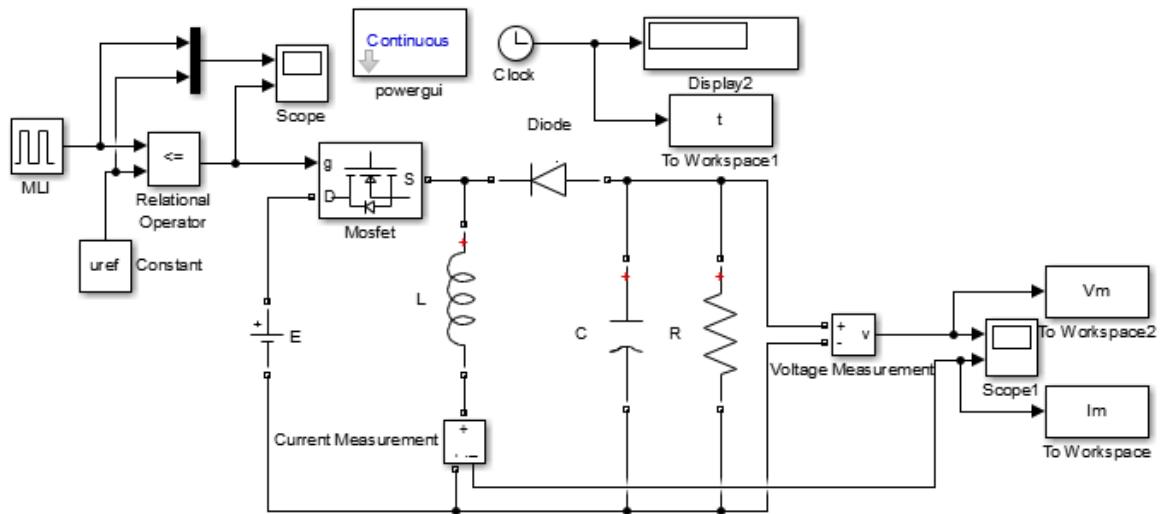 Continuous
powergui
Clock
Display2
Scope
Diode
t
To Workspace1
MLI
<=
Relational
Operator
g
D
S
Mosfet
uref
Constant
L
+
E
C
R
+
-
v
Voltage Measurement
Vm
To Workspace2
Scope1
Im
To Workspace
Current Measurement
+
+
+
+